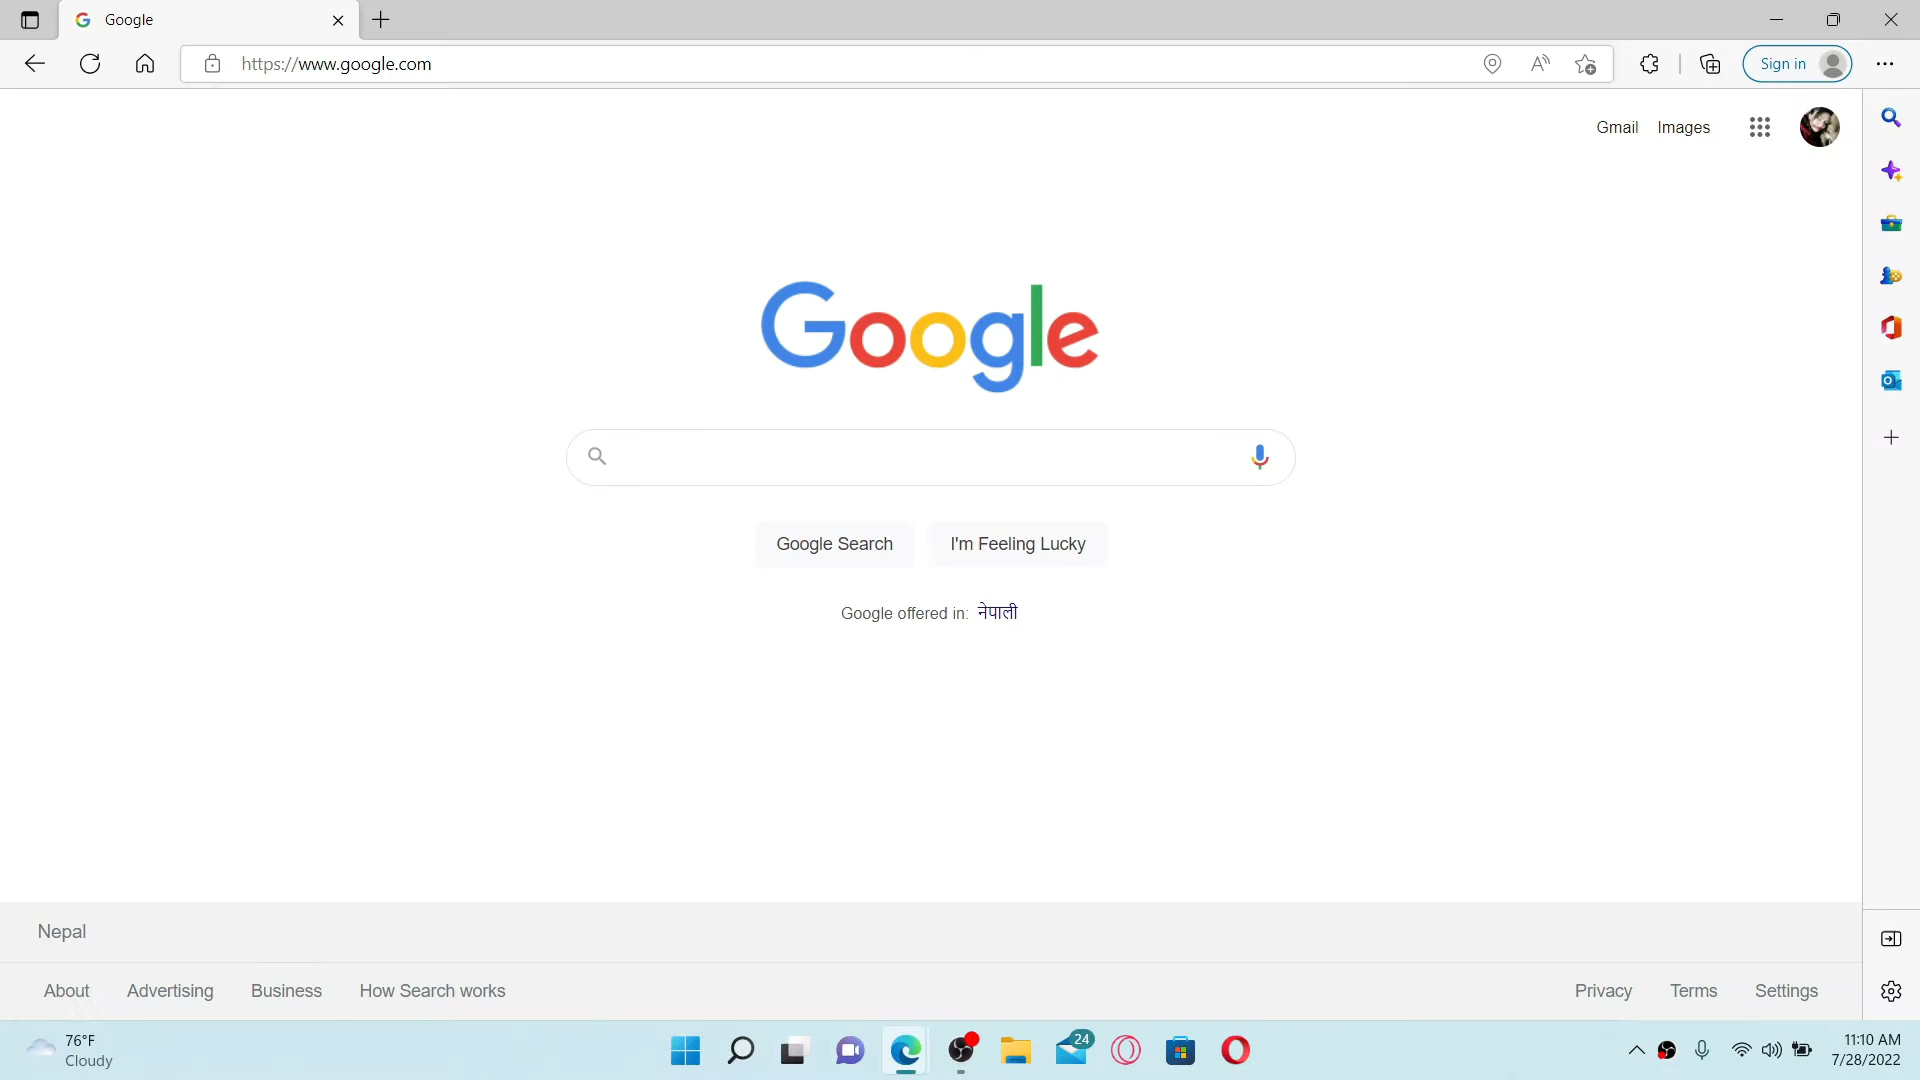 Google
https://www.google.com
Sign in
Gmail Images
Google
Google Search I'm Feeling Lucky
Google offered in: नेपाली
Nepal
About Advertising Business How Search works
Privacy Terms Settings
76°F
Cloudy
24
11:10 AM
7/28/2022